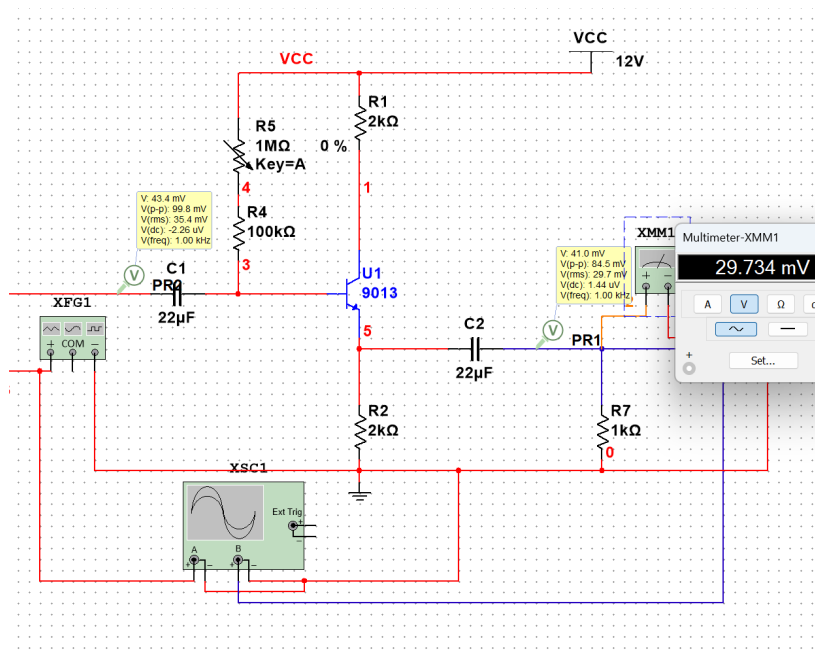 VCC
VCC
12V
R1
2kΩ
R5
1MΩ
0 %
Key=A
4
1
V: 43.4 mV
V(p-p): 99.8 mV
V(rms): 35.4 mV
V(dc): -2.26 uV
V(freq): 1.00 kHz
R4
100kΩ
3
V
C1
22µF
U1
9013
5
XFG1
+ COM −
V: 41.0 mV
V(p-p): 84.5 mV
V(rms): 29.7 mV
V(dc): 1.44 uV
V(freq): 1.00 kHz
V
PR1
XMM1
+ −
Multimeter-XMM1
29.734 mV
A V Ω
Set...
+
C2
22µF
R2
2kΩ
R7
1kΩ
0
XSC1
Ext Trig
+
−
A B
+ − + −